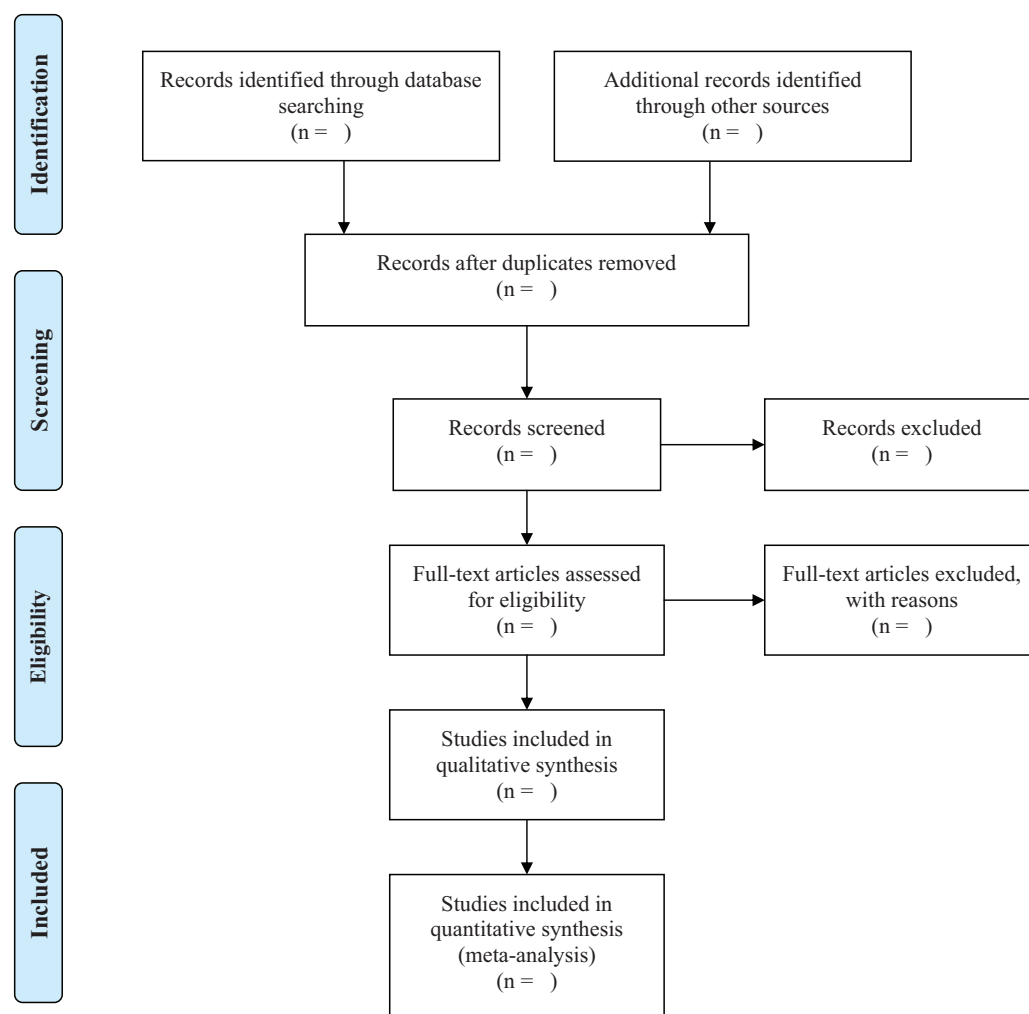 Identification
Records identified through database
searching
(n =   )
Additional records identified
through other sources
(n =   )
Screening
Records after duplicates removed
(n =   )
Records screened
(n =   )
Records excluded
(n =   )
Eligibility
Full-text articles assessed
for eligibility
(n =   )
Full-text articles excluded,
with reasons
(n =   )
Studies included in
qualitative synthesis
(n =   )
Included
Studies included in
quantitative synthesis
(meta-analysis)
(n =   )